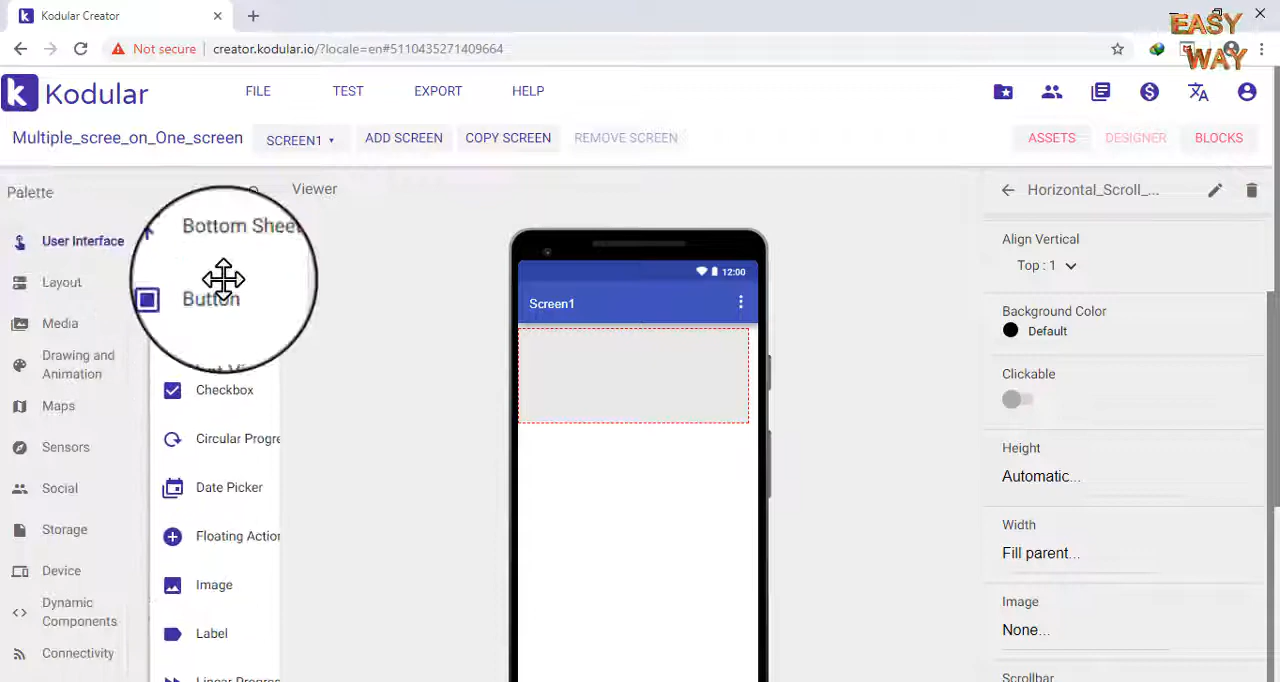 Kodular Creator
EASY WAY
Not secure
creator.kodular.io/?locale=en#5110435271409664
Kodular
FILE
TEST
EXPORT
HELP
Multiple_scree_on_One_screen
SCREEN1
ADD SCREEN
COPY SCREEN
REMOVE SCREEN
ASSETS
DESIGNER
BLOCKS
Palette
User Interface
Layout
Media
Drawing and
Animation
Maps
Sensors
Social
Storage
Device
Dynamic
Components
Connectivity
Bottom Sheet
Button
Checkbox
Circular Progre
Date Picker
Floating Action
Image
Label
Linear Progres
Viewer
12:00
Screen1
Horizontal_Scroll_...
Align Vertical
Top : 1
Background Color
Default
Clickable
Height
Automatic...
Width
Fill parent...
Image
None...
Scrollbar